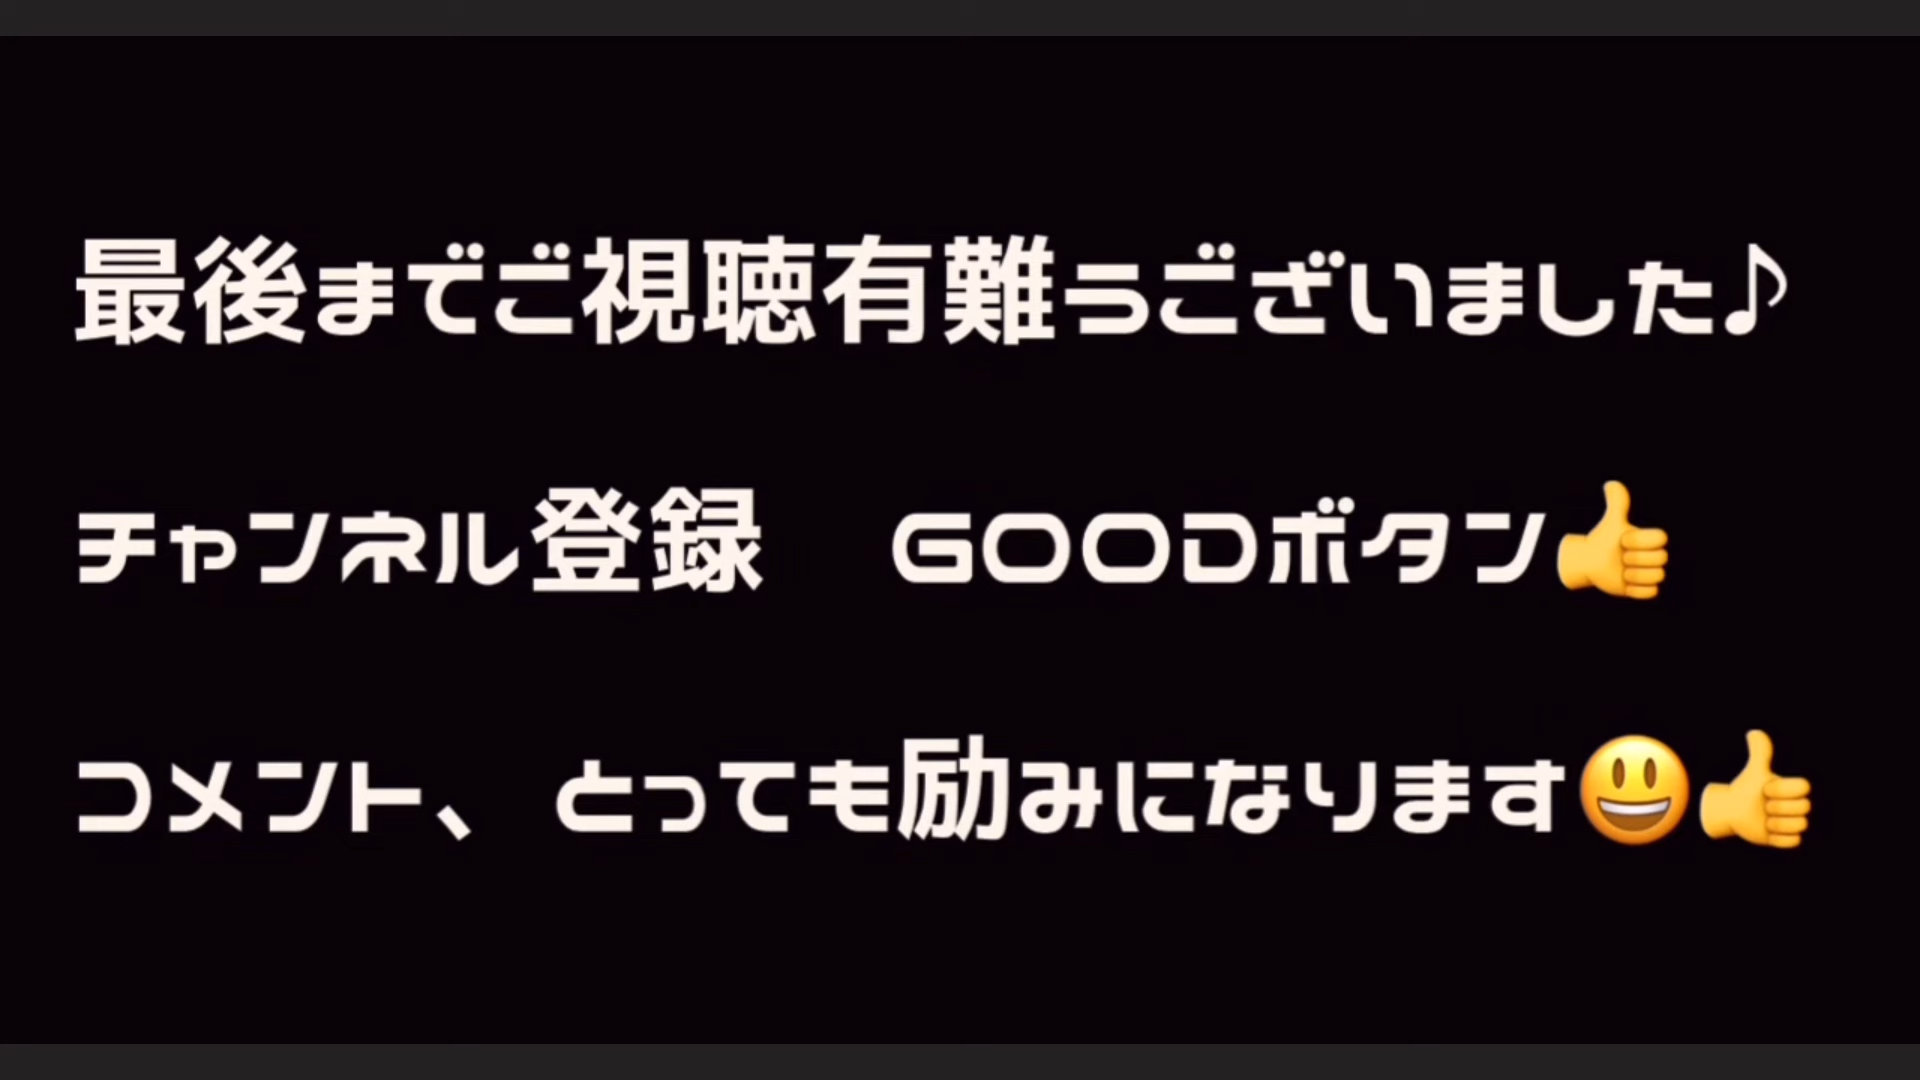 最後までご視聴有難うございました♪
チャンネル登録　GOODボタン👍
コメント、とっても励みになります😃👍